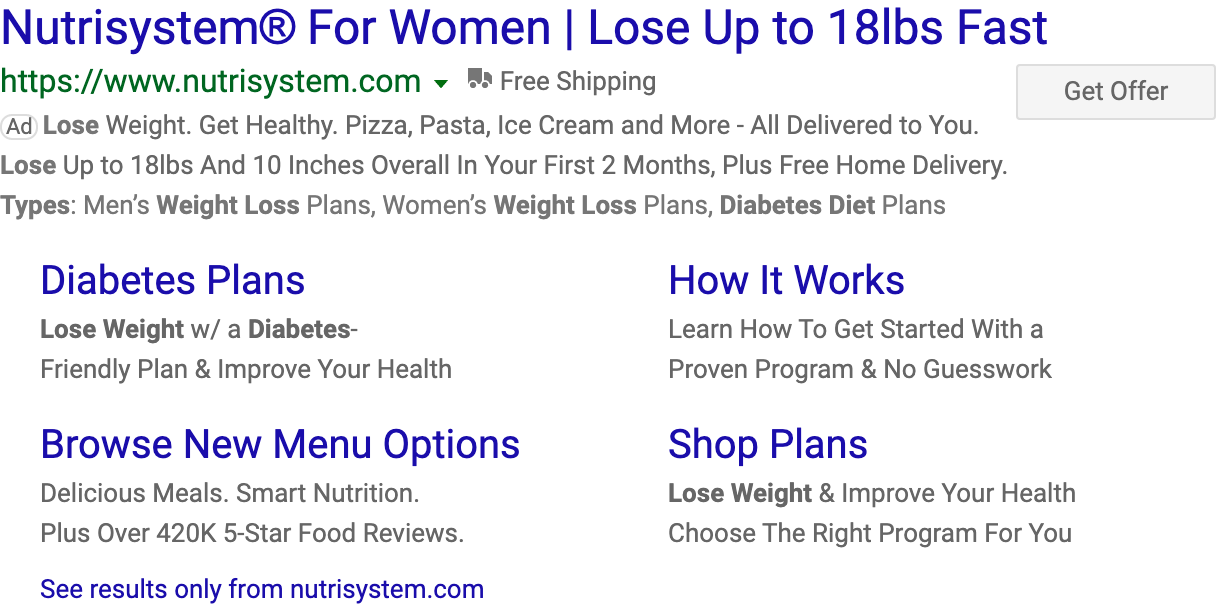 Nutrisystem® For Women | Lose Up to 18lbs Fast
https://www.nutrisystem.com Free Shipping
Get Offer
Ad Lose Weight. Get Healthy. Pizza, Pasta, Ice Cream and More - All Delivered to You.
Lose Up to 18lbs And 10 Inches Overall In Your First 2 Months, Plus Free Home Delivery.
Types: Men’s Weight Loss Plans, Women’s Weight Loss Plans, Diabetes Diet Plans
Diabetes Plans
Lose Weight w/ a Diabetes-
Friendly Plan & Improve Your Health
How It Works
Learn How To Get Started With a
Proven Program & No Guesswork
Browse New Menu Options
Delicious Meals. Smart Nutrition.
Plus Over 420K 5-Star Food Reviews.
Shop Plans
Lose Weight & Improve Your Health
Choose The Right Program For You
See results only from nutrisystem.com